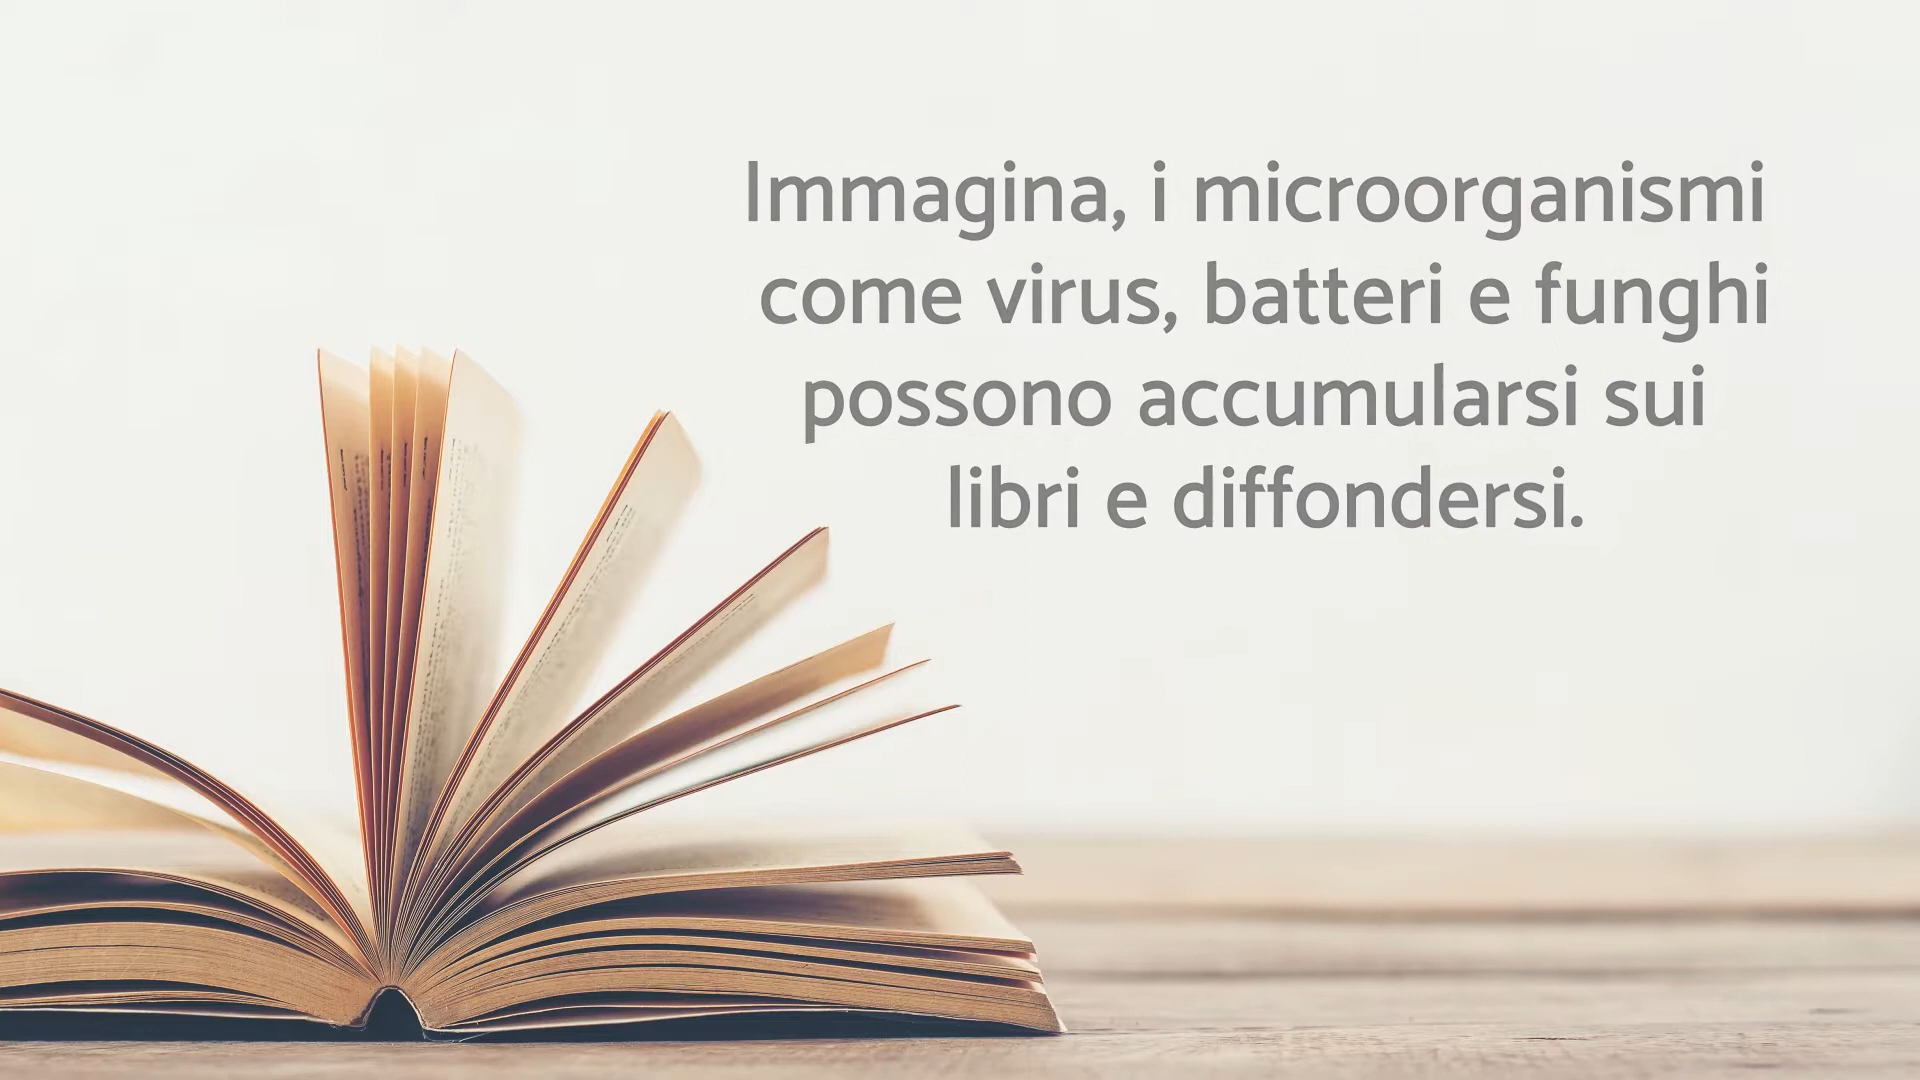 Immagina, i microorganismi
come virus, batteri e funghi
possono accumularsi sui
libri e diffondersi.